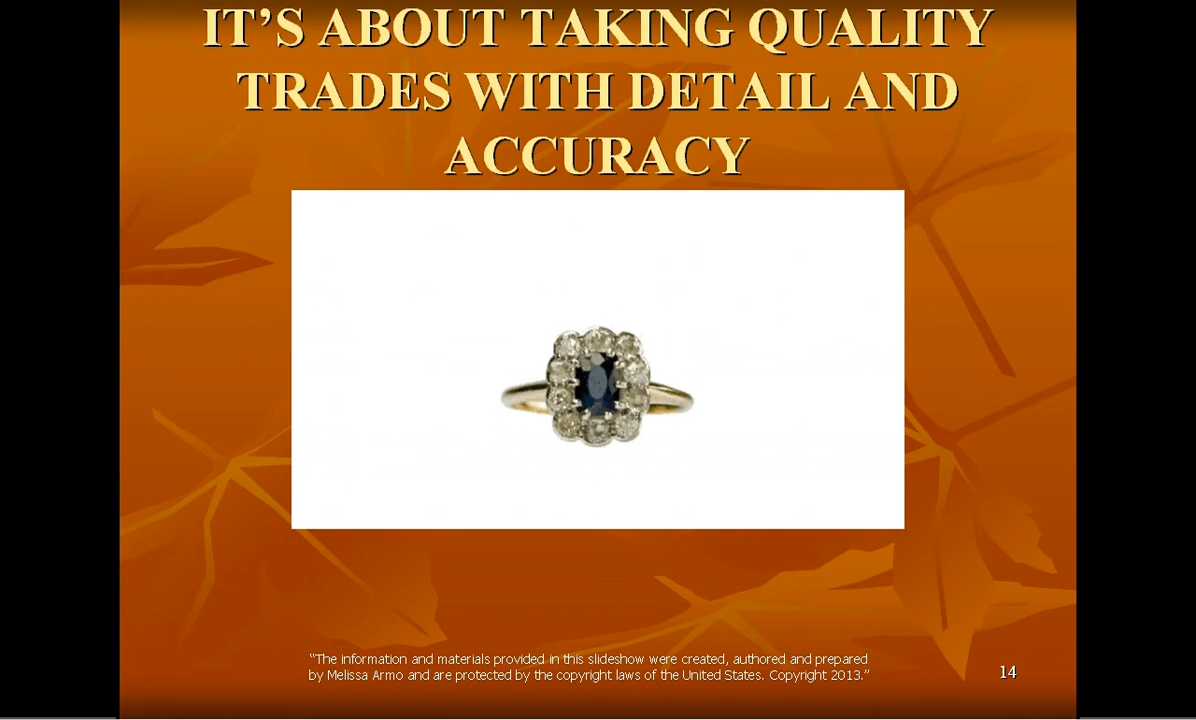 IT’S ABOUT TAKING QUALITY
TRADES WITH DETAIL AND
ACCURACY
“The information and materials provided in this slideshow were created, authored and prepared
by Melissa Armo and are protected by the copyright laws of the United States. Copyright 2013.”
14